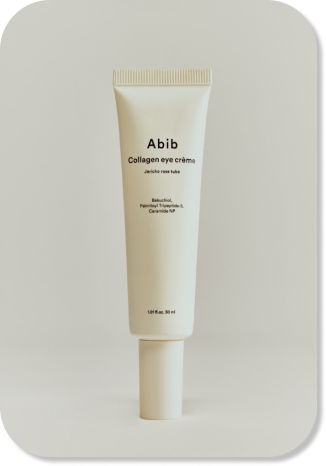 Abib
Collagen eye crème
Jericho rose tube
Bakuchiol,
Palmitoyl Tripeptide-5,
Ceramide NP
1.01 fl.oz, 30 ml